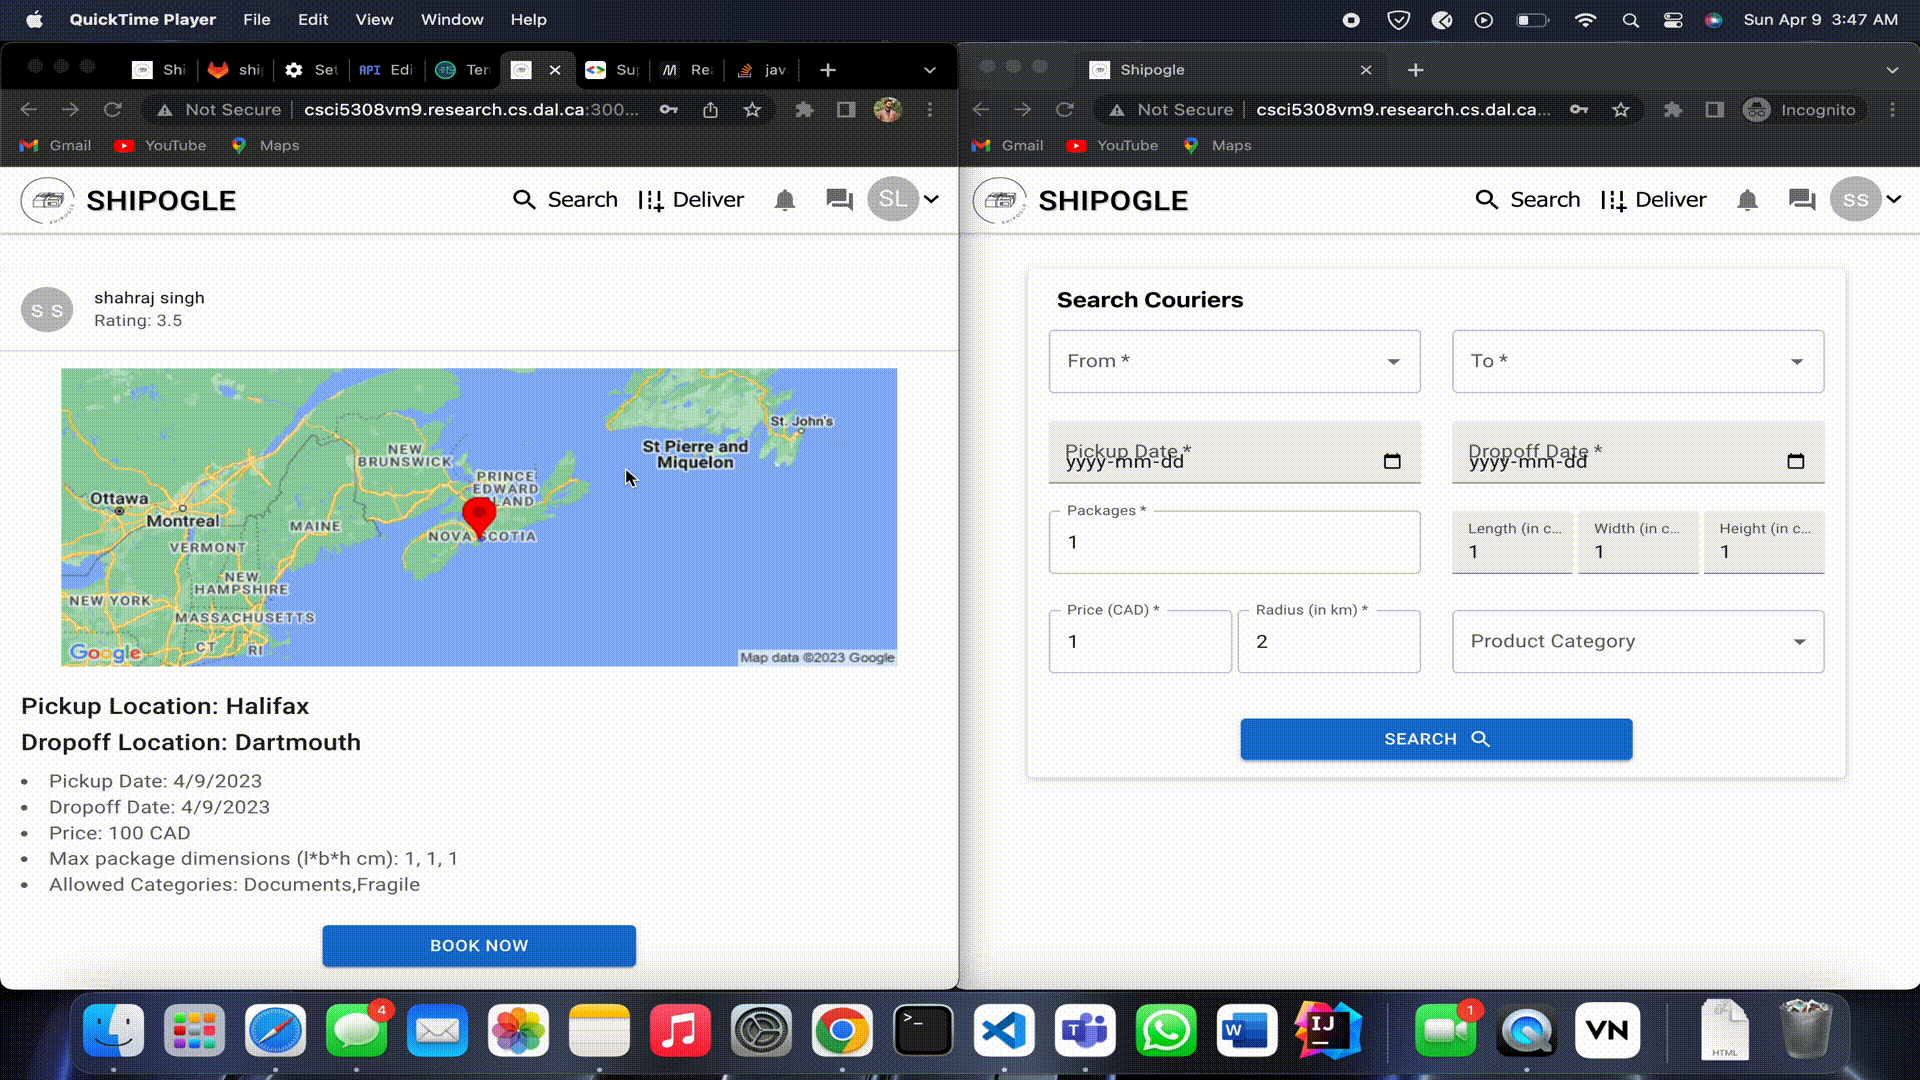 QuickTime Player File Edit View Window Help Sun Apr 9 3:47 AM
Shi shi Set API Edi Ten Su M Re jav
Not Secure csci5308vm9.research.cs.dal.ca:300...
Gmail YouTube Maps
SHIPOGLE Search Deliver SL
S S shahraj singh
Rating: 3.5
St. John's
NEW
BRUNSWICK
St Pierre and
Miquelon
PRINCE
EDWARD
ISLAND
Ottawa
Montreal
MAINE
NOVA SCOTIA
VERMONT
NEW
HAMPSHIRE
NEW YORK
MASSACHUSETTS
CT RI
Google
Map data ©2023 Google
Pickup Location: Halifax
Dropoff Location: Dartmouth
• Pickup Date: 4/9/2023
• Dropoff Date: 4/9/2023
• Price: 100 CAD
• Max package dimensions (l*b*h cm): 1, 1, 1
• Allowed Categories: Documents,Fragile
BOOK NOW
Shipogle
Not Secure csci5308vm9.research.cs.dal.ca... Incognito
Gmail YouTube Maps
SHIPOGLE Search Deliver SS
Search Couriers
From * To *
Pickup Date * Dropoff Date *
yyyy-mm-dd yyyy-mm-dd
Packages * Length (in c... Width (in c... Height (in c...
1 1 1 1
Price (CAD) * Radius (in km) *
1 2 Product Category
SEARCH
4 >_ T W IJ 1 VN HTML